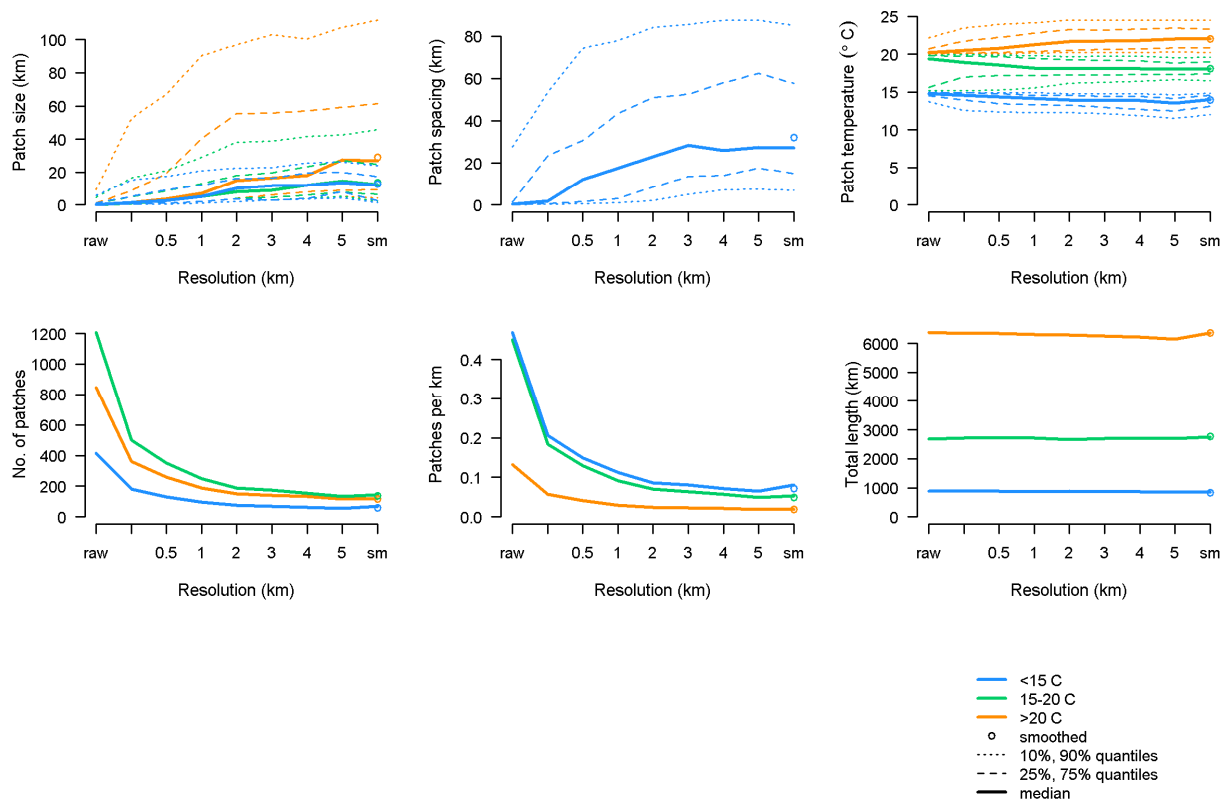 Patch size (km)
100
80
60
40
20
0
raw 0.5 1 2 3 4 5 sm
Resolution (km)
Patch spacing (km)
80
60
40
20
0
raw 0.5 1 2 3 4 5 sm
Resolution (km)
Patch temperature (° C)
25
20
15
10
5
0
raw 0.5 1 2 3 4 5 sm
Resolution (km)
No. of patches
1200
1000
800
600
400
200
0
raw 0.5 1 2 3 4 5 sm
Resolution (km)
Patches per km
0.4
0.3
0.2
0.1
0.0
raw 0.5 1 2 3 4 5 sm
Resolution (km)
Total length (km)
6000
5000
4000
3000
2000
1000
0
raw 0.5 1 2 3 4 5 sm
Resolution (km)
<15 C
15-20 C
>20 C
smoothed
10%, 90% quantiles
25%, 75% quantiles
median